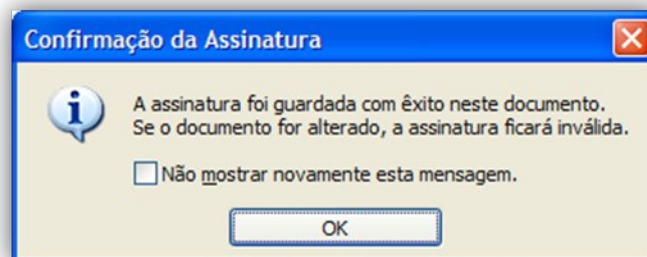 Confirmação da Assinatura
A assinatura foi guardada com êxito neste documento.
Se o documento for alterado, a assinatura ficará inválida.
Não mostrar novamente esta mensagem.
OK